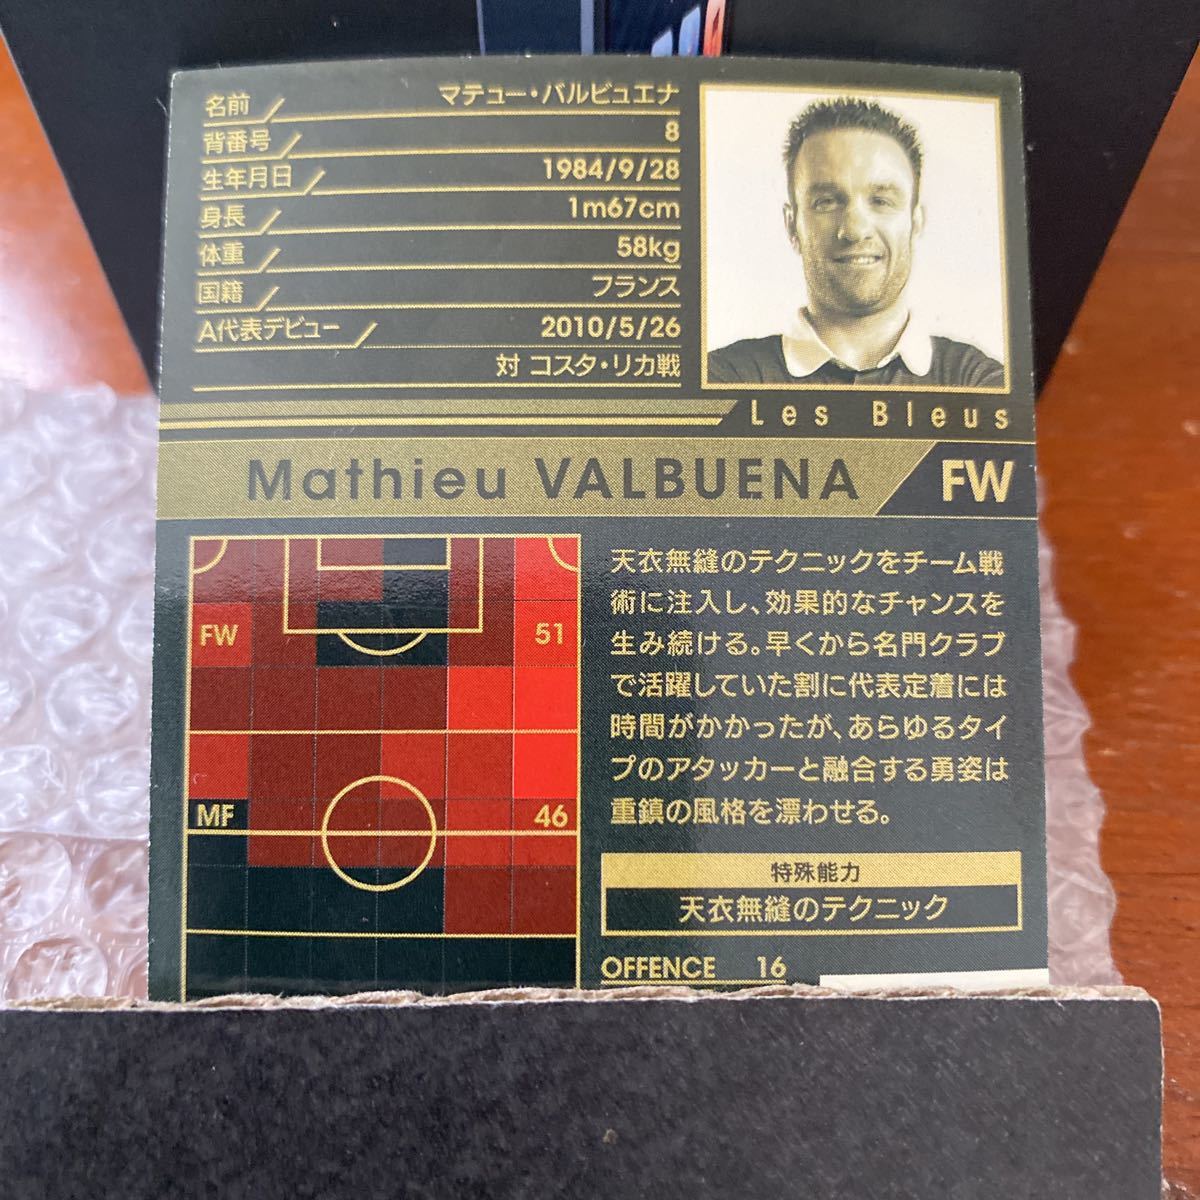 名前 マテュー・バルビュエナ
背番号 8
生年月日 1984/9/28
身長 1m67cm
体重 58kg
国籍 フランス
A代表デビュー 2010/5/26
対 コスタ・リカ戦
Les Bleus
Mathieu VALBUENA FW
FW 51
MF 46
天衣無縫のテクニックをチーム戦
術に注入し、効果的なチャンスを
生み続ける。早くから名門クラブ
で活躍していた割に代表定着には
時間がかかったが、あらゆるタイ
プのアタッカーと融合する勇姿は
重鎮の風格を漂わせる。
特殊能力
天衣無縫のテクニック
OFFENCE 16